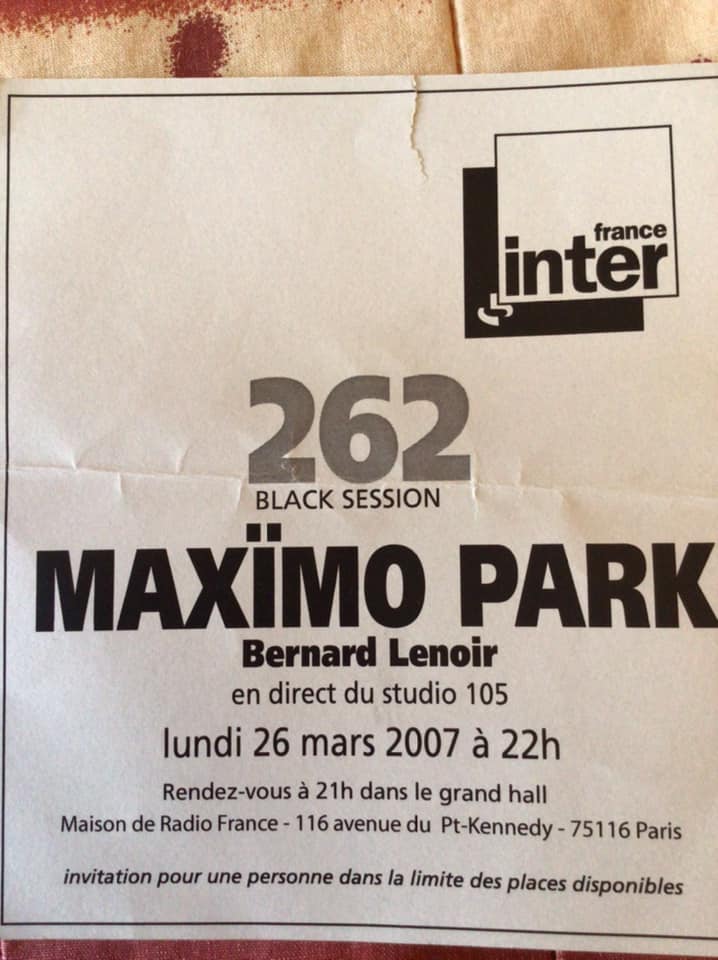 france
inter
262
BLACK SESSION
MAXÏMO PARK
Bernard Lenoir
en direct du studio 105
lundi 26 mars 2007 à 22h
Rendez-vous à 21h dans le grand hall
Maison de Radio France - 116 avenue du Pt-Kennedy - 75116 Paris
invitation pour une personne dans la limite des places disponibles